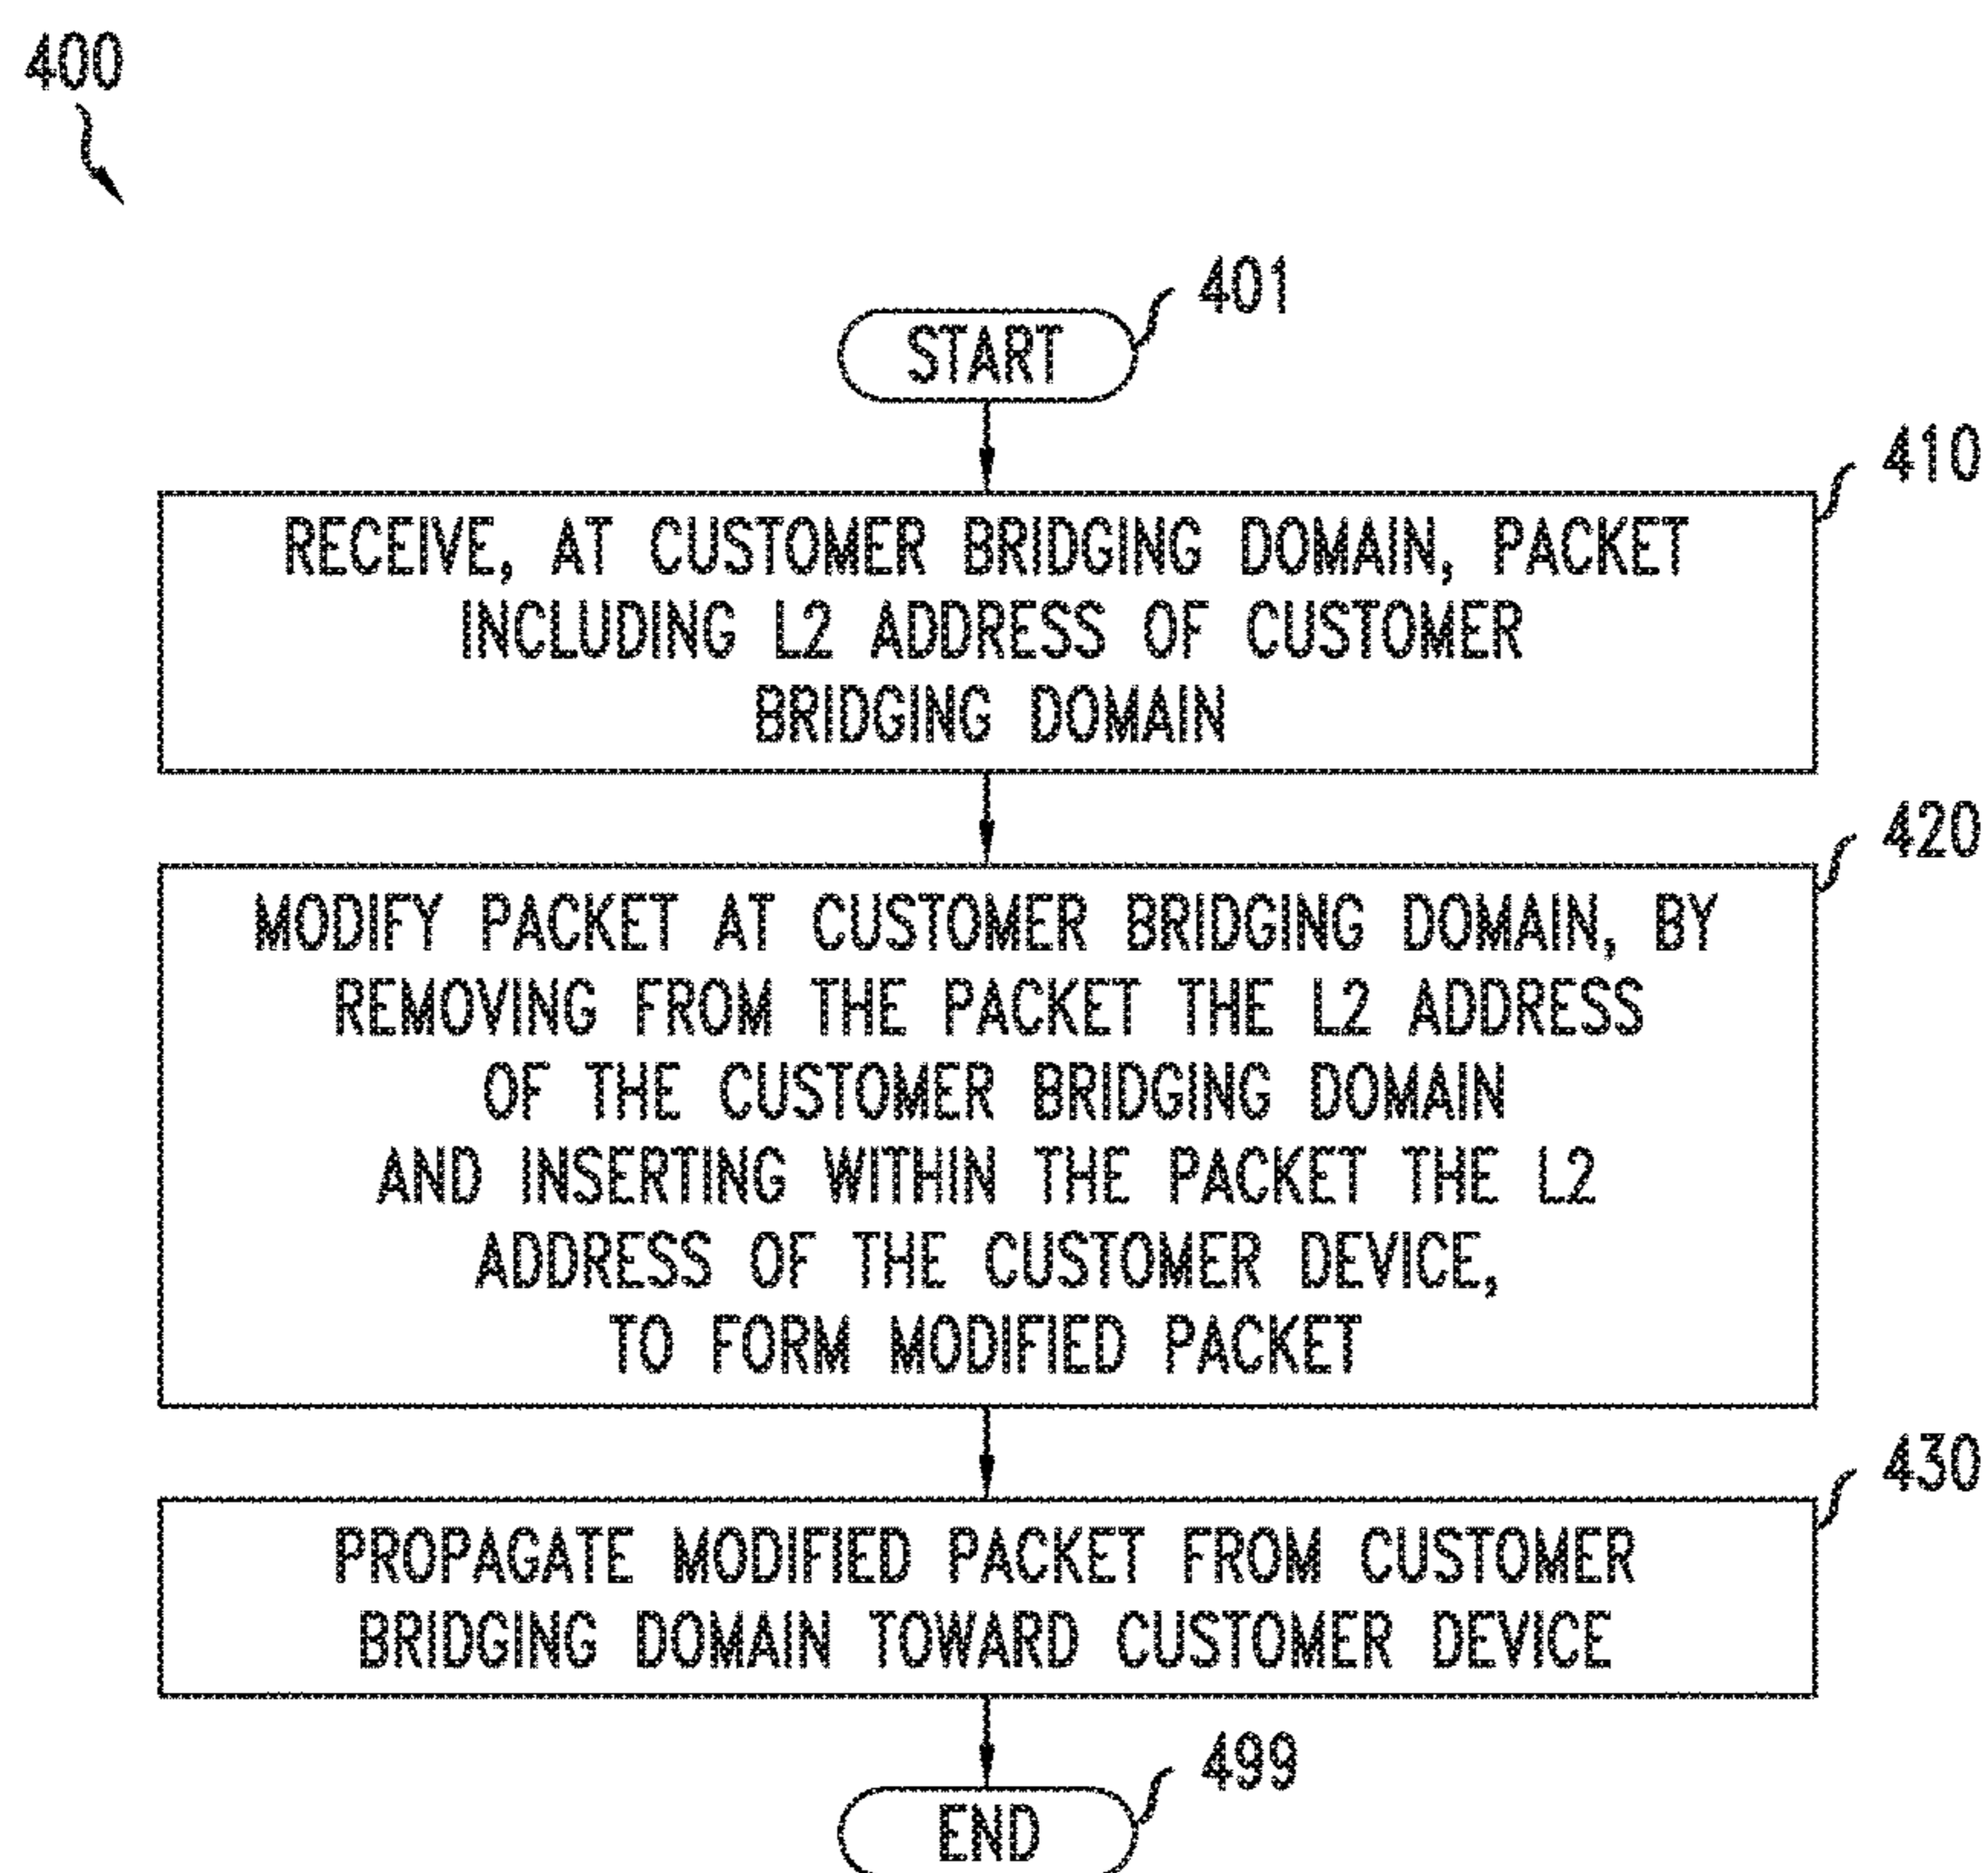 400
401
START
410
RECEIVE, AT CUSTOMER BRIDGING DOMAIN, PACKET
INCLUDING L2 ADDRESS OF CUSTOMER
BRIDGING DOMAIN
420
MODIFY PACKET AT CUSTOMER BRIDGING DOMAIN, BY
REMOVING FROM THE PACKET THE L2 ADDRESS
OF THE CUSTOMER BRIDGING DOMAIN
AND INSERTING WITHIN THE PACKET THE L2
ADDRESS OF THE CUSTOMER DEVICE,
TO FORM MODIFIED PACKET
430
PROPAGATE MODIFIED PACKET FROM CUSTOMER
BRIDGING DOMAIN TOWARD CUSTOMER DEVICE
499
END